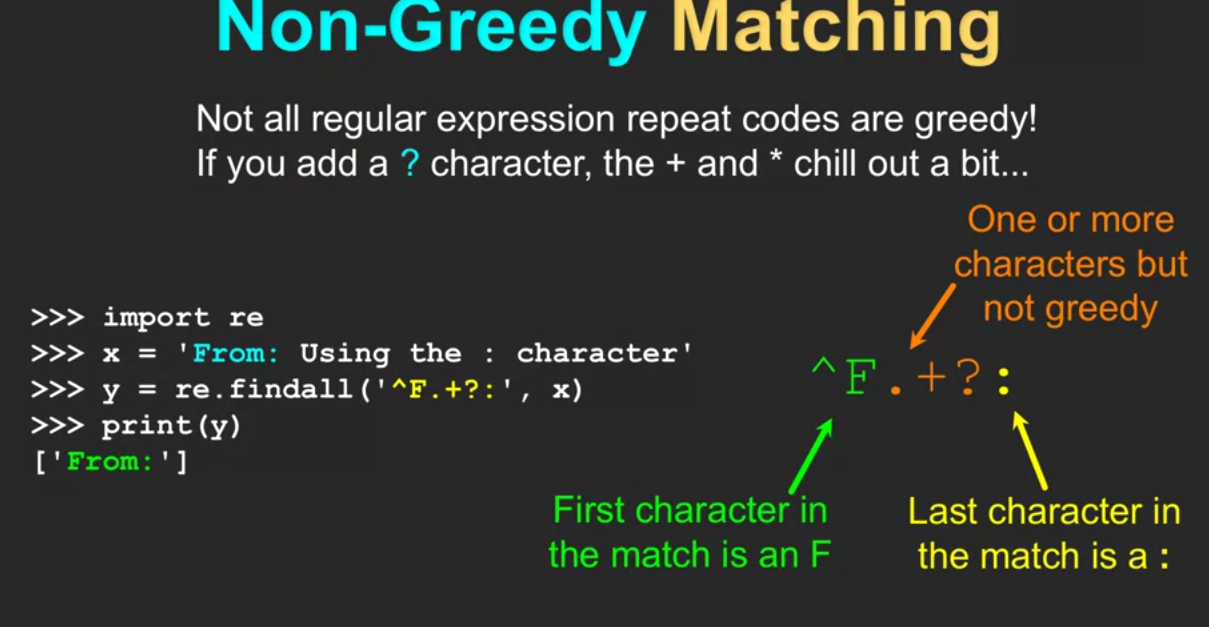 Non-Greedy Matching
Not all regular expression repeat codes are greedy!
If you add a ? character, the + and * chill out a bit...
One or more
characters but
not greedy
>>> import re
>>> x = 'From: Using the : character'
>>> y = re.findall('^F.+?:', x)
>>> print(y)
['From:']
^F.+?:
First character in
the match is an F
Last character in
the match is a :